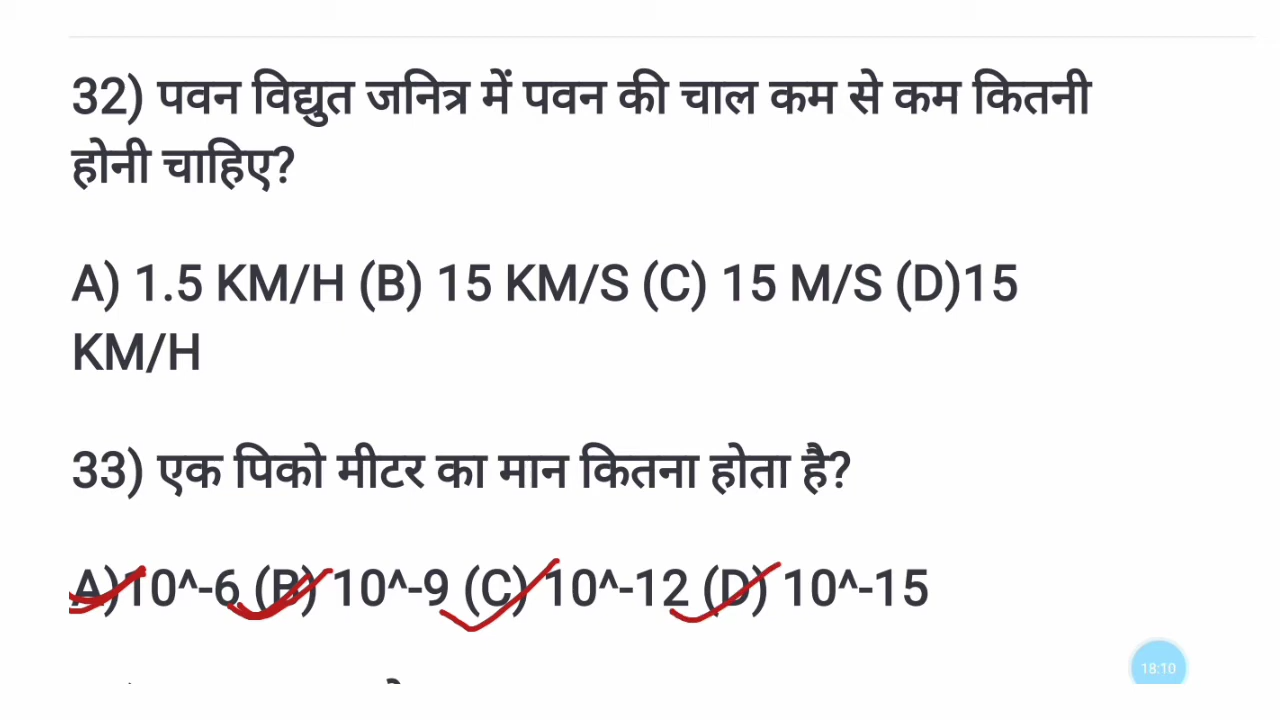 32) पवन विद्युत जनित्र में पवन की चाल कम से कम कितनी
होनी चाहिए?
A) 1.5 KM/H (B) 15 KM/S (C) 15 M/S (D)15
KM/H
33) एक पिको मीटर का मान कितना होता है?
A)10^-6 (B) 10^-9 (C) 10^-12 (D) 10^-15
18:10